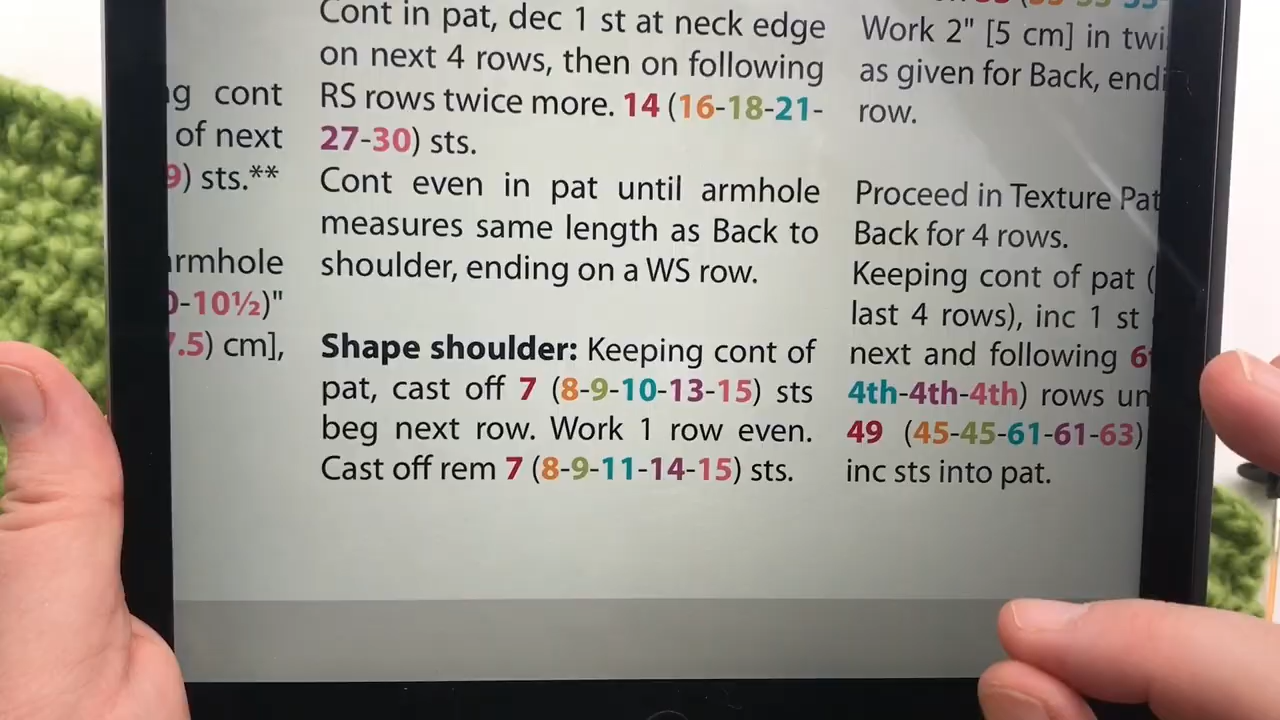 cont
of next
sts.**
cm],
Cont in pat, dec 1 st at neck edge
on next 4 rows, then on following
RS rows twice more. 14 (16-18-21-
27-30) sts.
Cont even in pat until armhole
measures same length as Back to
shoulder, ending on a WS row.
Shape shoulder: Keeping cont of
pat, cast off 7 (8-9-10-13-15) sts
beg next row. Work 1 row even.
Cast off rem 7 (8-9-11-14-15) sts.
Work 2" [5 cm] in
as given for Back,
row.
Proceed in Texture Pat
Back for 4 rows.
Keeping cont of pat (
last 4 rows), inc 1 st
next and following
4th-4th-4th) rows
49 (45-45-61-61-63)
inc sts into pat.